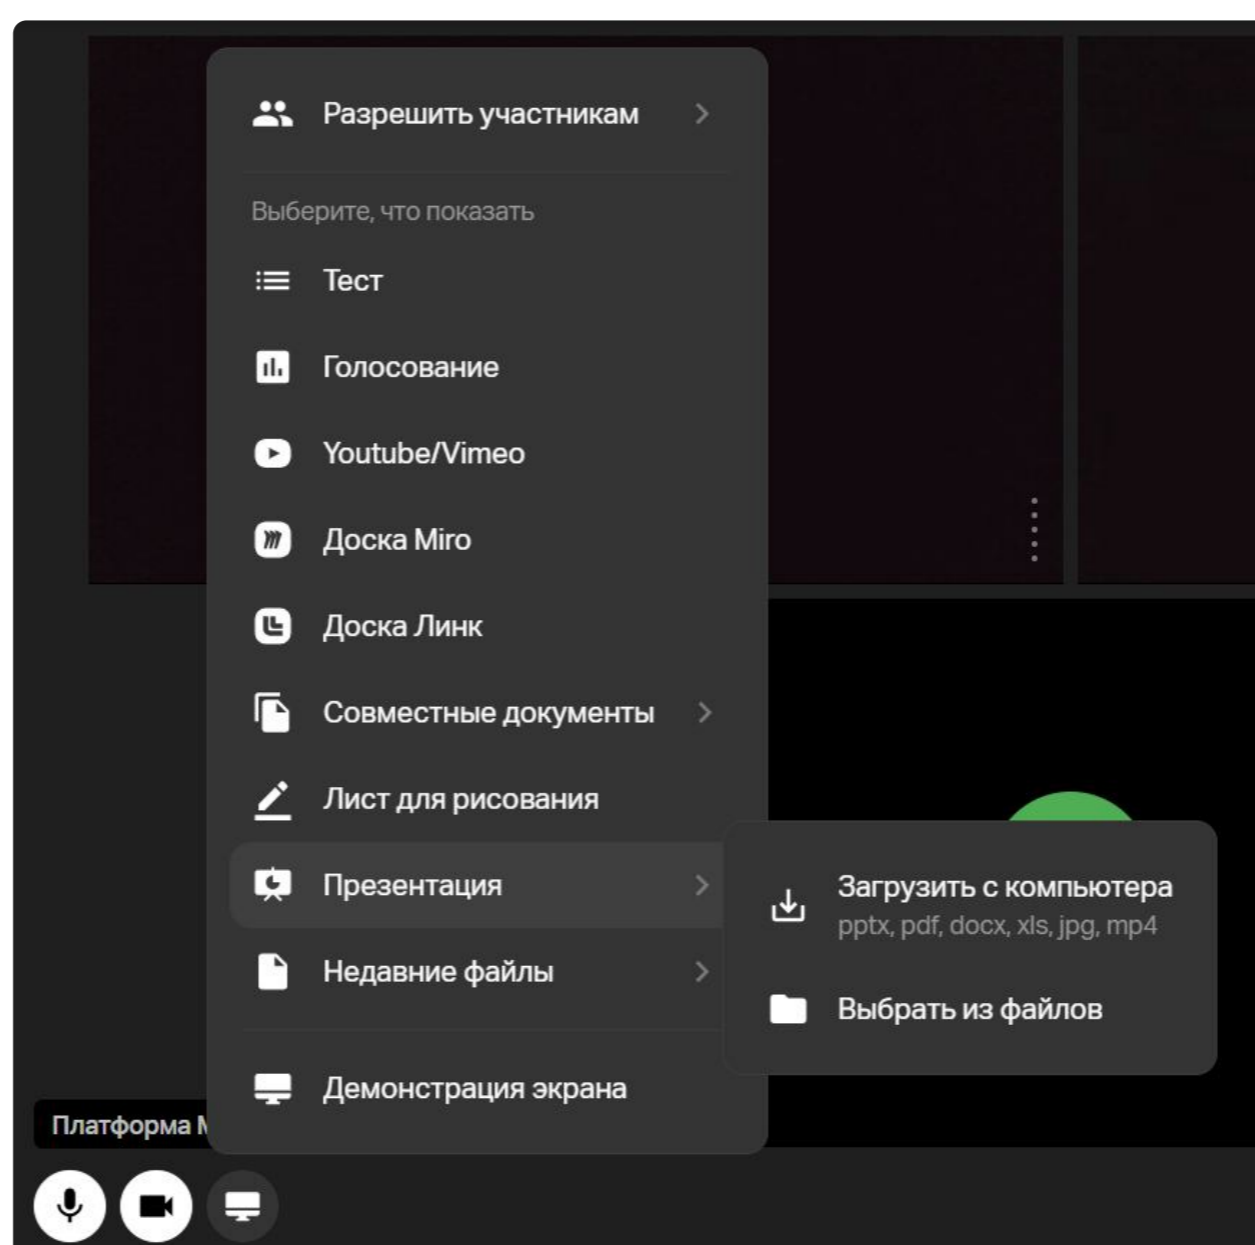 Разрешить участникам
Выберите, что показать
Тест
Голосование
Youtube/Vimeo
Доска Miro
Доска Линк
Совместные документы
Лист для рисования
Презентация
Загрузить с компьютера
pptx, pdf, docx, xls, jpg, mp4
Недавние файлы
Выбрать из файлов
Демонстрация экрана
Платформа